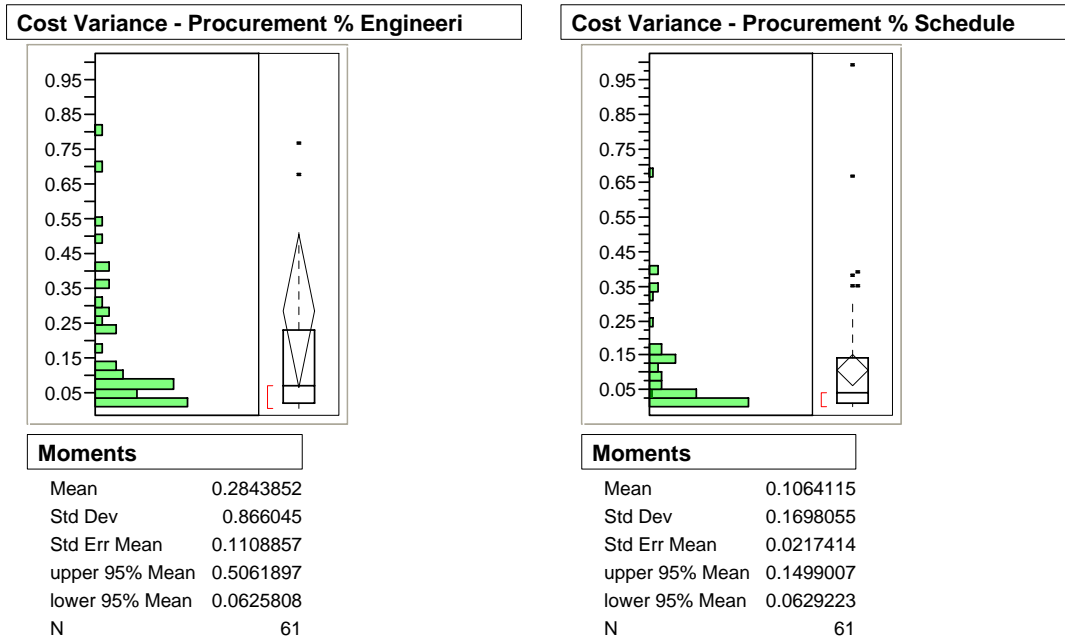 Cost Variance - Procurement % Engineeri
0.95
0.85
0.75
0.65
0.55
0.45
0.35
0.25
0.15
0.05
Moments
Mean 0.2843852
Std Dev 0.866045
Std Err Mean 0.1108857
upper 95% Mean 0.5061897
lower 95% Mean 0.0625808
N 61
Cost Variance - Procurement % Schedule
0.95
0.85
0.75
0.65
0.55
0.45
0.35
0.25
0.15
0.05
Moments
Mean 0.1064115
Std Dev 0.1698055
Std Err Mean 0.0217414
upper 95% Mean 0.1499007
lower 95% Mean 0.0629223
N 61